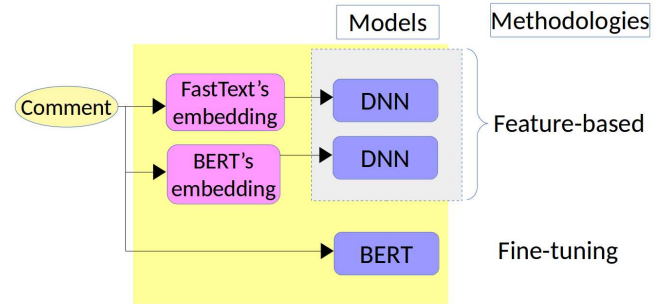 Models
Methodologies
Comment
FastText's
embedding
DNN
Feature-based
BERT's
embedding
DNN
BERT
Fine-tuning